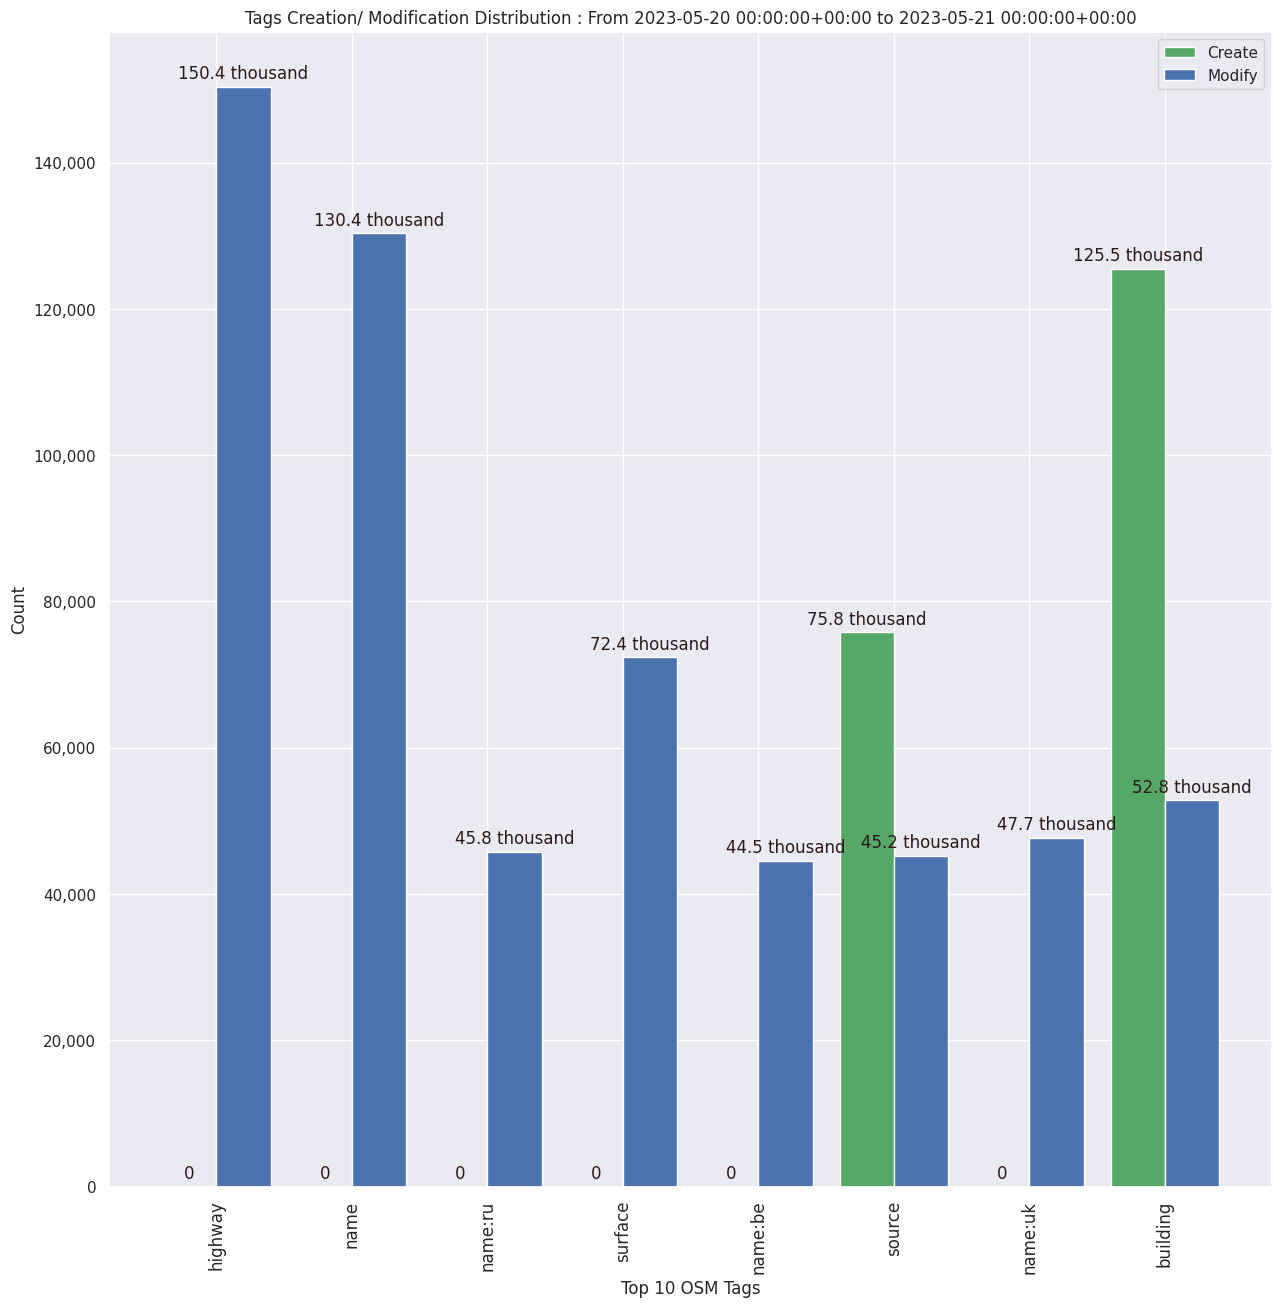 Tags Creation/ Modification Distribution : From 2023-05-20 00:00:00+00:00 to 2023-05-21 00:00:00+00:00
Create
Modify
150.4 thousand
130.4 thousand
45.8 thousand
72.4 thousand
44.5 thousand
75.8 thousand
45.2 thousand
47.7 thousand
125.5 thousand
52.8 thousand
0
0
0
0
0
0
Count
140,000
120,000
100,000
80,000
60,000
40,000
20,000
0
highway
name
name:ru
surface
name:be
source
name:uk
building
Top 10 OSM Tags